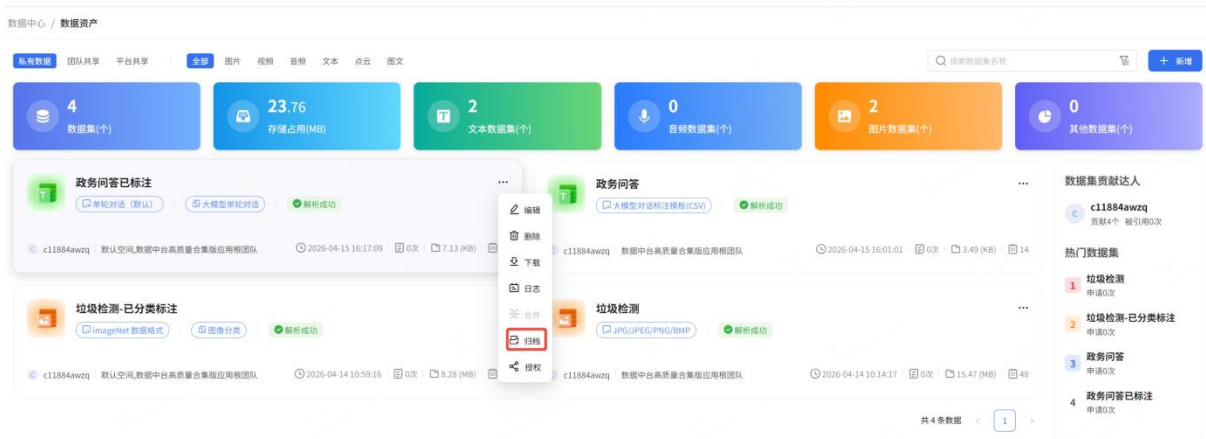 数据中心 / 数据资产
私有数据 团队共享 平台共享 全部 图片 视频 音频 文本 点云 图文 搜索数据集名称 + 新增
4 数据集(个)
23.76 存储占用(MB)
2 文本数据集(个)
0 音频数据集(个)
2 图片数据集(个)
0 其他数据集(个)
政务问答已标注 ...
单轮对话(默认) 大模型单轮对话 解析成功
C c11884awzq 默认空间,数据中台高质量合集版应用根团队 2026-04-15 16:17:09 0次 7.13 (KB)
编辑
删除
下载
日志
合并
归档
授权
政务问答 ...
大模型对话标注模板(CSV) 解析成功
c11884awzq 数据中台高质量合集版应用根团队 2026-04-15 16:01:01 0次 3.49 (KB) 14
垃圾检测-已分类标注
imageNet 数据格式 图像分类 解析成功
C c11884awzq 默认空间,数据中台高质量合集版应用根团队 2026-04-14 10:59:16 0次 8.28 (MB)
垃圾检测 ...
JPG/JPEG/PNG/BMP 解析成功
c11884awzq 数据中台高质量合集版应用根团队 2026-04-14 10:14:17 0次 15.47 (MB) 48
共 4 条数据 < 1 >
数据集贡献达人
C c11884awzq
贡献4个 被引用0次
热门数据集
1 垃圾检测
申请0次
2 垃圾检测-已分类标注
申请0次
3 政务问答
申请0次
4 政务问答已标注
申请0次